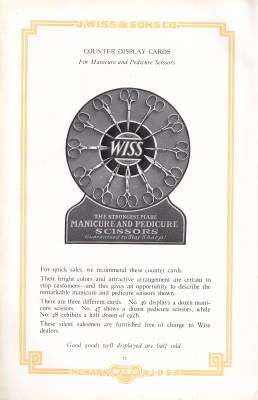 J. WISS & SONS CO.
COUNTER DISPLAY CARDS
For Manicure and Pedicure Scissors
WISS
THE STRONGEST MADE
MANICURE AND PEDICURE
SCISSORS
Guaranteed to Stay Sharp!
For quick sales, we recommend these counter cards.
Their bright colors and attractive arrangement are certain to
stop customers—and this gives an opportunity to describe the
remarkable manicure and pedicure scissors shown.
There are three different cards. No. 46 displays a dozen mani-
cure scissors. No. 47 shows a dozen pedicure scissors, while
No. 48 exhibits a half dozen of each.
These silent salesmen are furnished free of charge to Wiss
dealers.
Good goods well displayed are half sold.
NEWARK N.J. U.S.A.